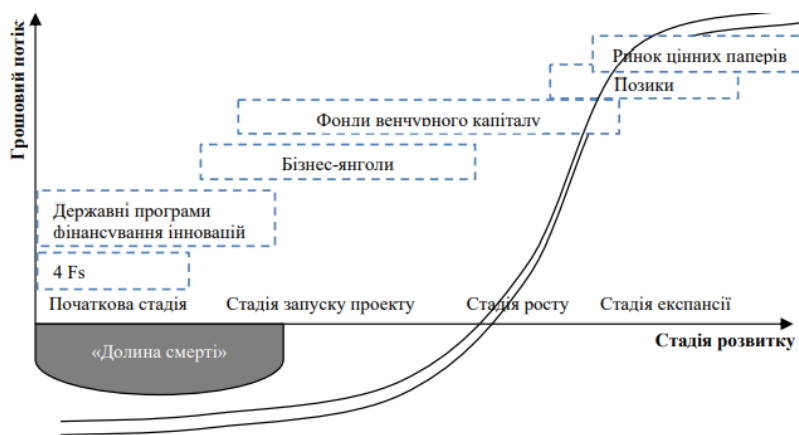 Грошовий потік
Ринок цінних паперів
Позики
Фонди венчурного капіталу
Бізнес-янголи
Державні програми
фінансування інновацій
4 Fs
Початкова стадія
Стадія запуску проекту
Стадія росту
Стадія експансії
«Долина смерті»
Стадія розвитку